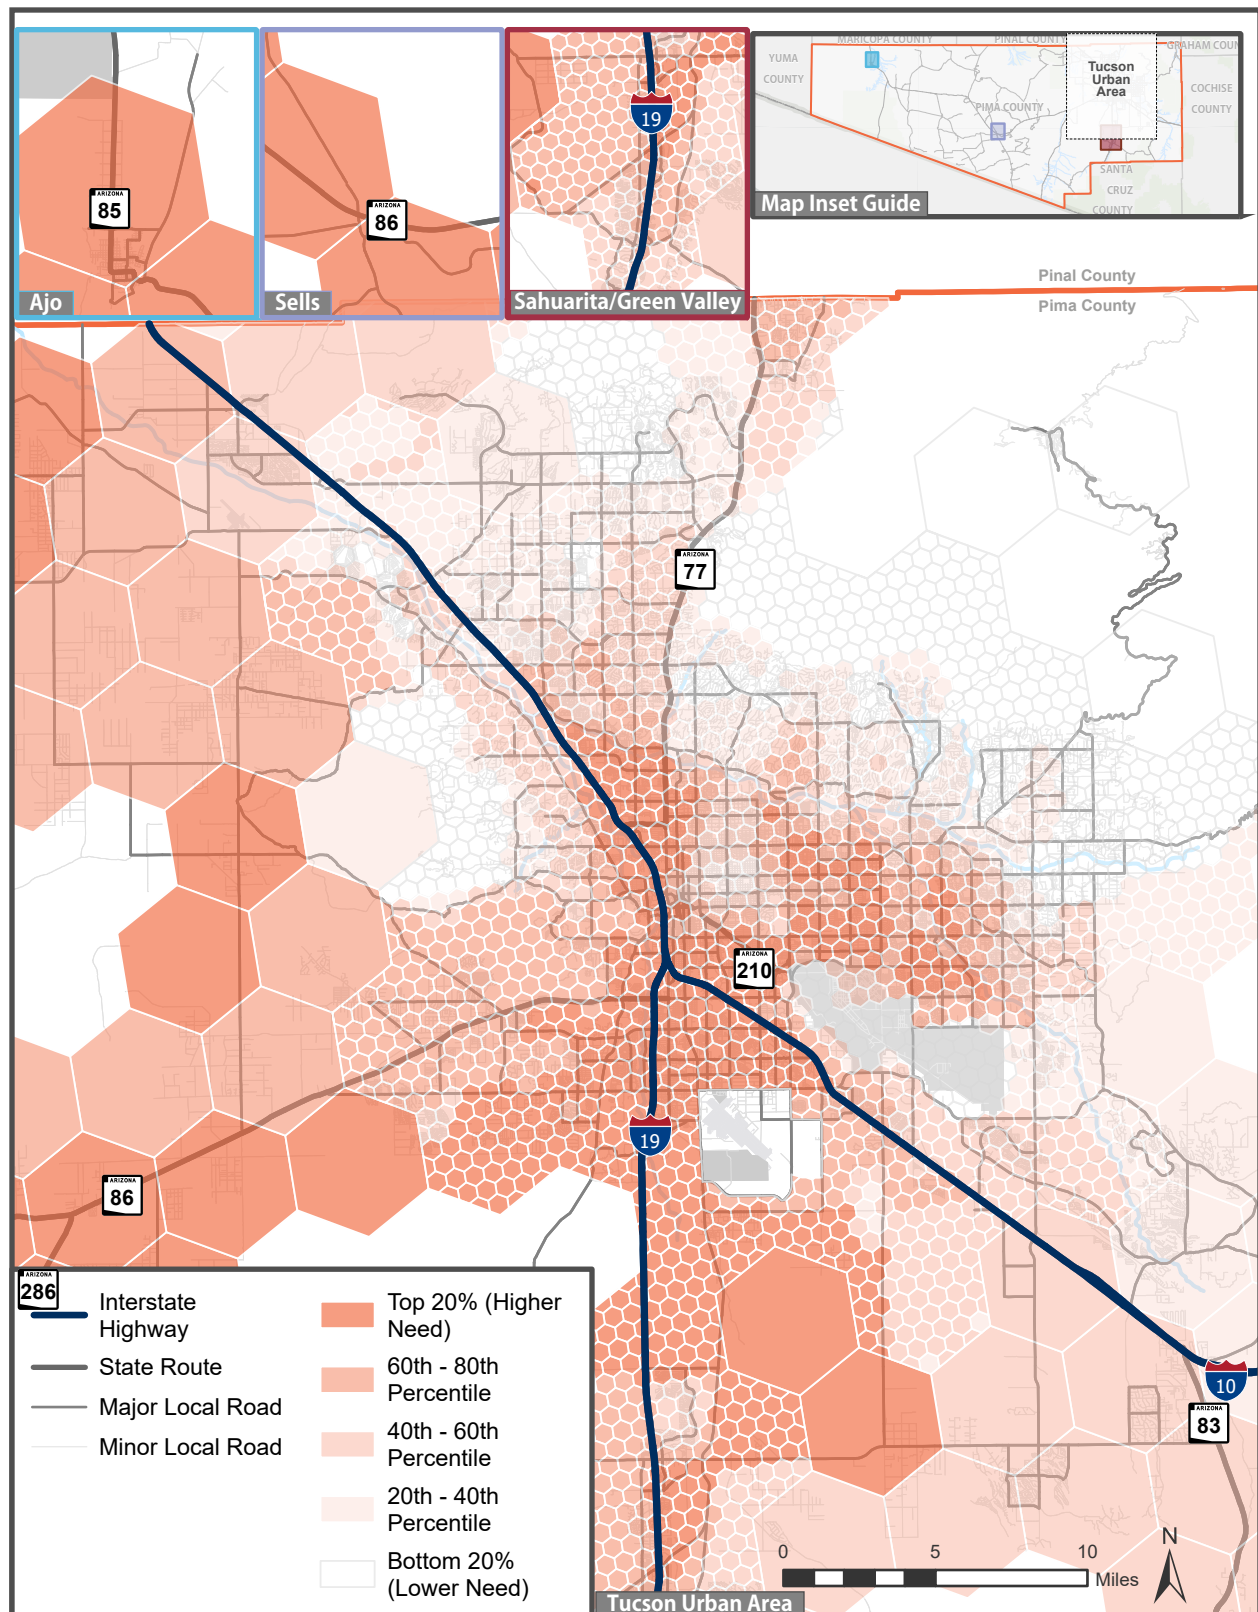 MARICOPA COUNTY
PINAL COUNTY
GRAHAM COUN
YUMA
COUNTY
Tucson
Urban
Area
COCHISE
COUNTY
PIMA COUNTY
SANTA
CRUZ
COUNTY
Map Inset Guide
ARIZONA
85
Ajo
ARIZONA
86
Sells
19
Sahuarita/Green Valley
Pinal County
Pima County
ARIZONA
77
ARIZONA
210
19
ARIZONA
86
ARIZONA
286
10
ARIZONA
83
Interstate
Highway
State Route
Major Local Road
Minor Local Road
Top 20% (Higher
Need)
60th - 80th
Percentile
40th - 60th
Percentile
20th - 40th
Percentile
Bottom 20%
(Lower Need)
0
5
10
Miles
N
Tucson Urban Area